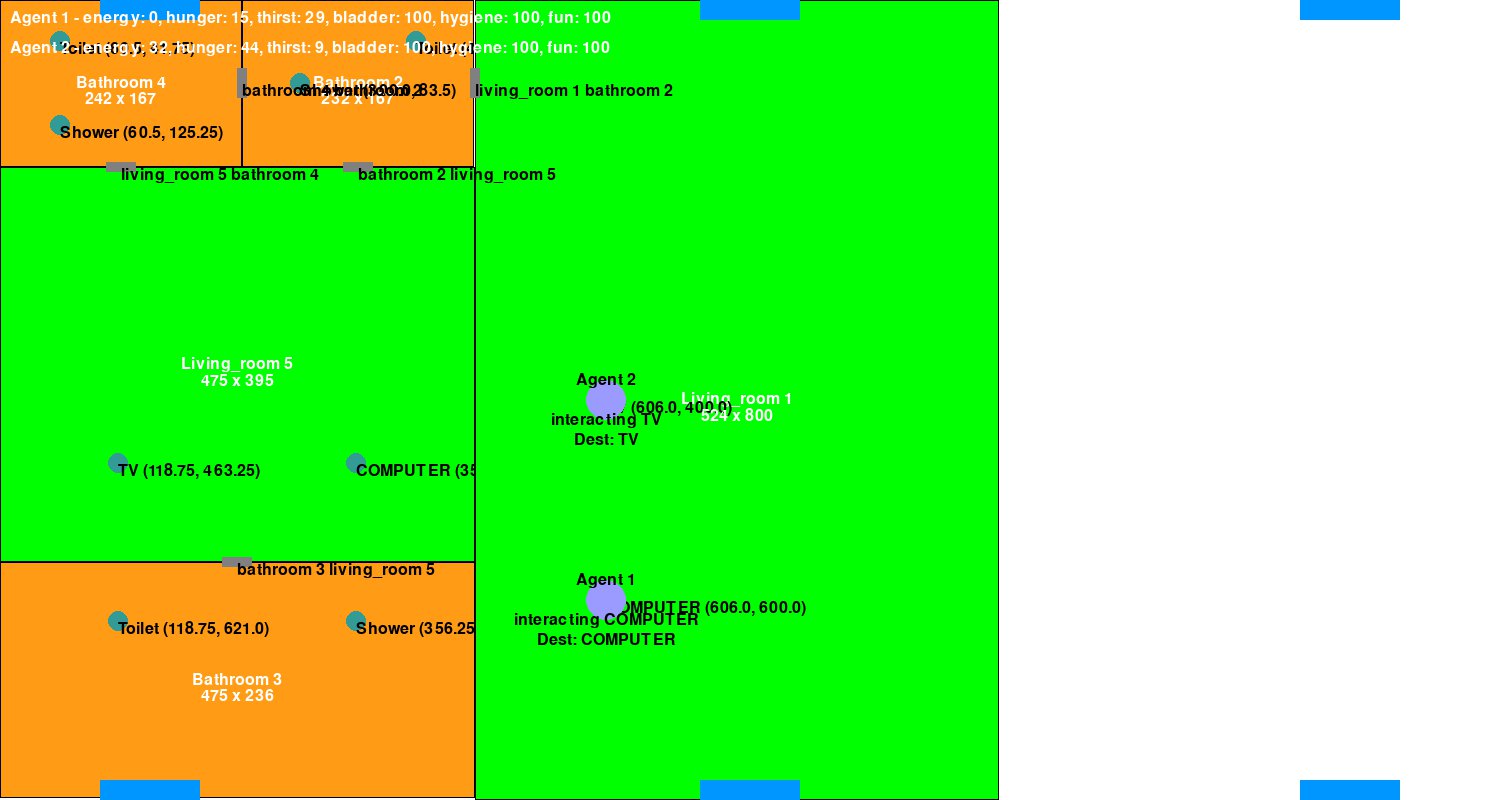 Agent 1 - energy: 0, hunger: 15, thirst: 29, bladder: 100, hygiene: 100, fun: 100
Agent 2 - energy: 32, hunger: 44, thirst: 9, bladder: 100, hygiene: 100, fun: 100
Toilet
Toilet
Bathroom 4
242 x 167
Bathroom 2
232 x 167
bathroom 4 bathroom 2
Shower (300.0, 83.5)
living_room 1 bathroom 2
Shower (60.5, 125.25)
living_room 5 bathroom 4
bathroom 2 living_room 5
Living_room 5
475 x 395
Agent 2
(606.0, 400.0)
Living_room 1
524 x 800
interacting TV
Dest: TV
TV (118.75, 463.25)
COMPUTER (35
bathroom 3 living_room 5
Agent 1
COMPUTER (606.0, 600.0)
interacting COMPUTER
Dest: COMPUTER
Toilet (118.75, 621.0)
Shower (356.25
Bathroom 3
475 x 236